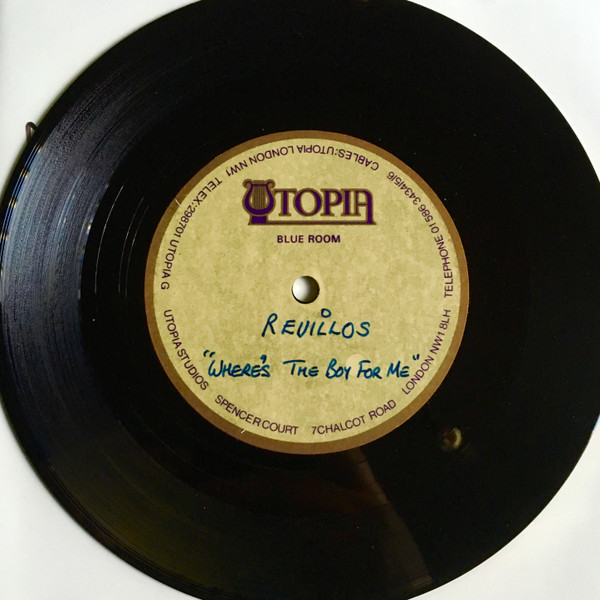 UTOPIA
BLUE ROOM
REVILLOS
"WHERE'S THE BOY FOR ME"
UTOPIA STUDIOS SPENCER COURT 7 CHALCOT ROAD LONDON NW1 8LH TELEPHONE 01 586 3434/5/6 CABLES: UTOPIA LONDON NW1 TELEX: 298701 UTOPIA G